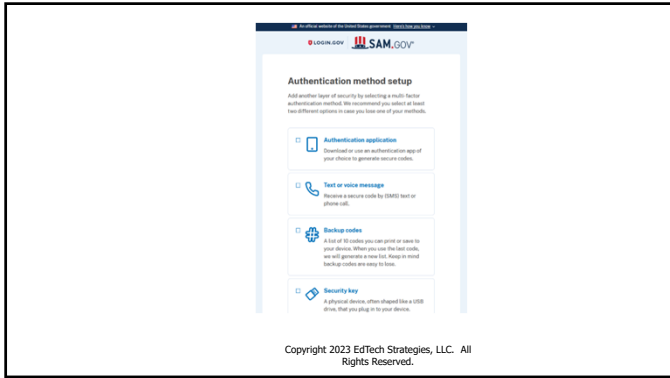 An official website of the United States government Here's how you know
LOGIN.GOV SAM.GOV®
Authentication method setup
Add another layer of security by selecting a multi-factor
authentication method. We recommend you select at least
two different options in case you lose one of your methods.
Authentication application
Download or use an authentication app of
your choice to generate secure codes.
Text or voice message
Receive a secure code by (SMS) text or
phone call.
Backup codes
A list of 10 codes you can print or save to
your device. When you use the last code,
we will generate a new list. Keep in mind
backup codes are easy to lose.
Security key
A physical device, often shaped like a USB
drive, that you plug in to your device.
Copyright 2023 EdTech Strategies, LLC. All
Rights Reserved.